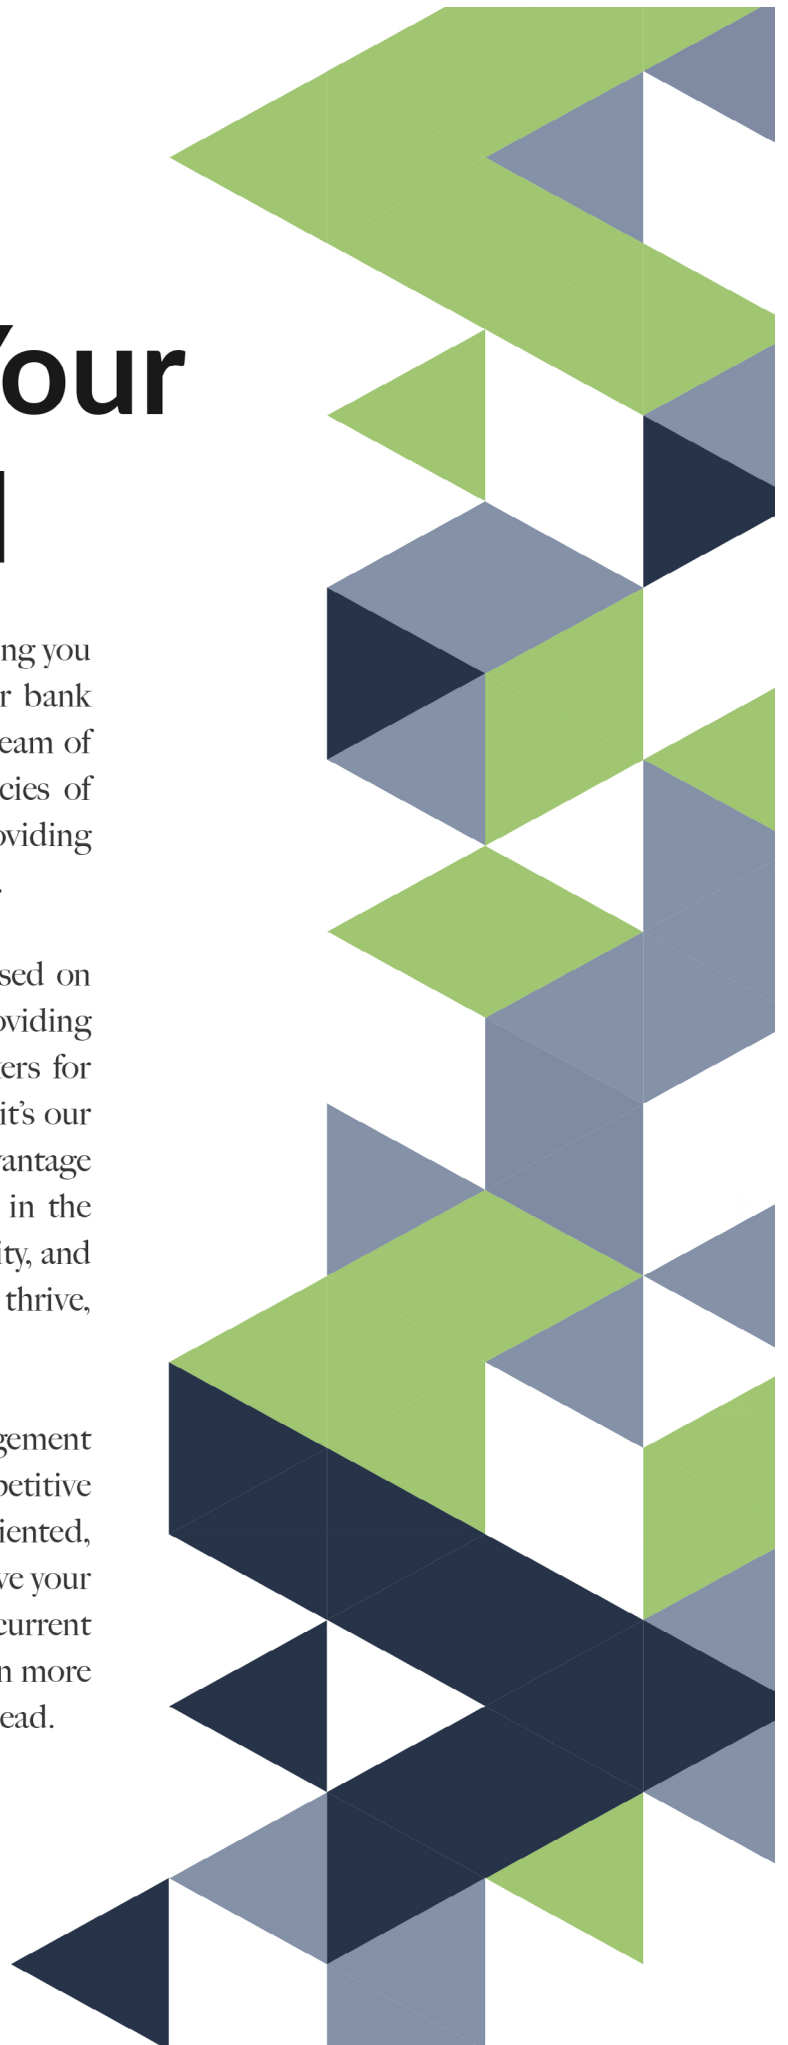 Your
ng you
r bank
eam of
cies of
oviding
.
sed on
oviding
ers for
it's our
vantage
in the
ity, and
thrive,
gement
petitive
iented,
ve your
current
n more
ead.